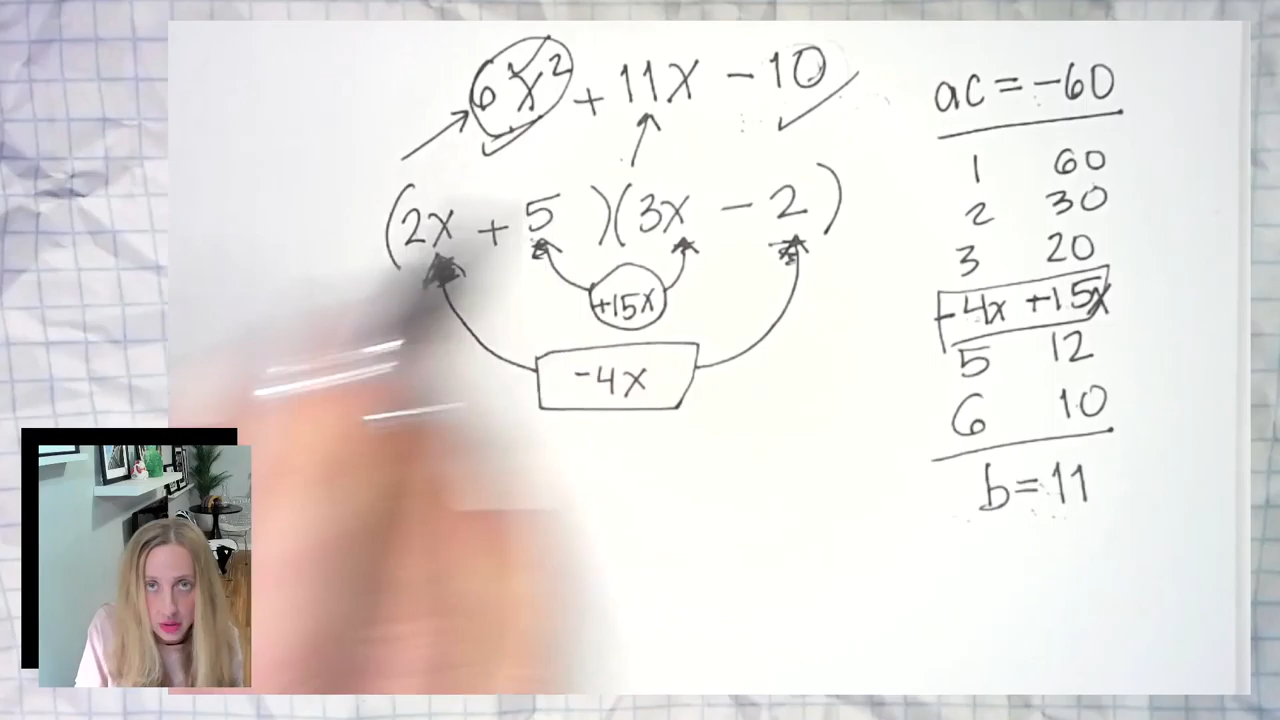 6x² + 11x - 10
(2x + 5 )(3x - 2)
+15x
-4x
ac = -60
1 60
2 30
3 20
-4x +15x
5 12
6 10
b = 11